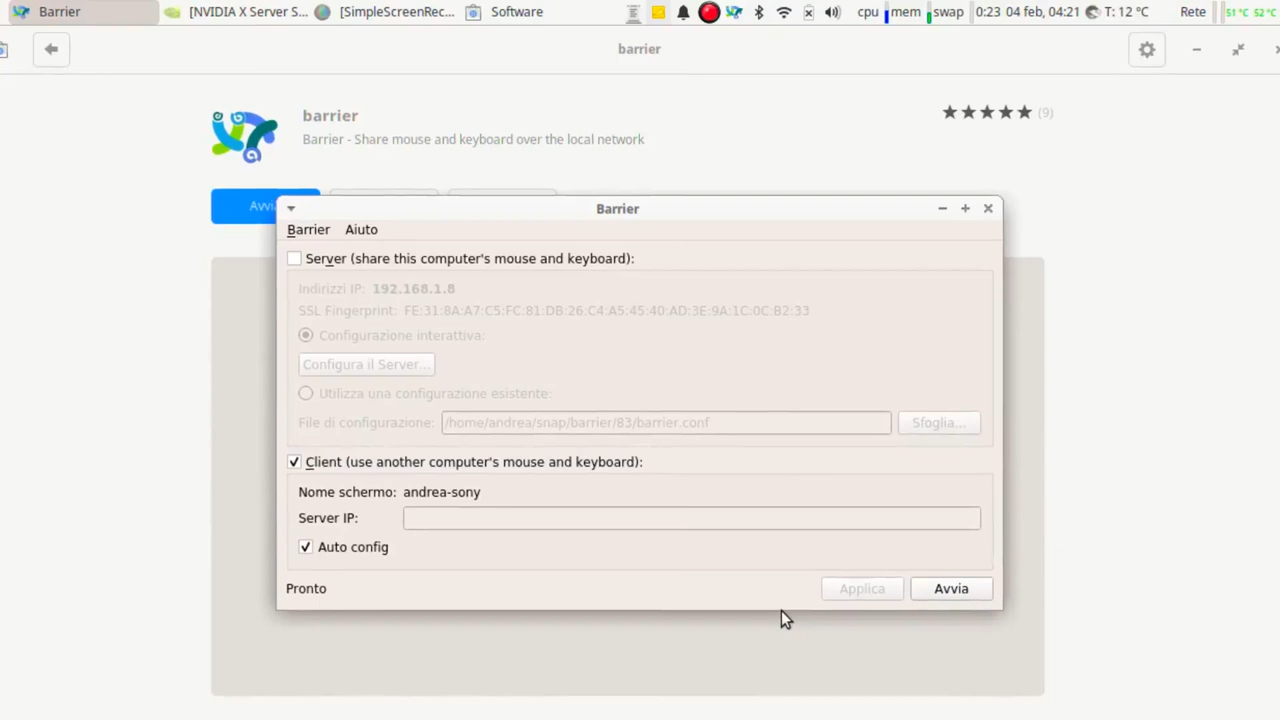 Barrier [NVIDIA X Server S... [SimpleScreenRec... Software cpu mem swap 0:23 04 feb, 04:21 T: 12 °C Rete 51 °C 52 °C
barrier
barrier
★★★★★ (9)
Barrier - Share mouse and keyboard over the local network
Avvi
Barrier
Barrier Aiuto
Server (share this computer's mouse and keyboard):
Indirizzi IP: 192.168.1.8
SSL Fingerprint: FE:31:8A:A7:C5:FC:81:DB:26:C4:A5:45:40:AD:3E:9A:1C:0C:B2:33
Configurazione interattiva:
Configura il Server...
Utilizza una configurazione esistente:
File di configurazione: /home/andrea/snap/barrier/83/barrier.conf Sfoglia...
Client (use another computer's mouse and keyboard):
Nome schermo: andrea-sony
Server IP:
Auto config
Pronto Applica Avvia